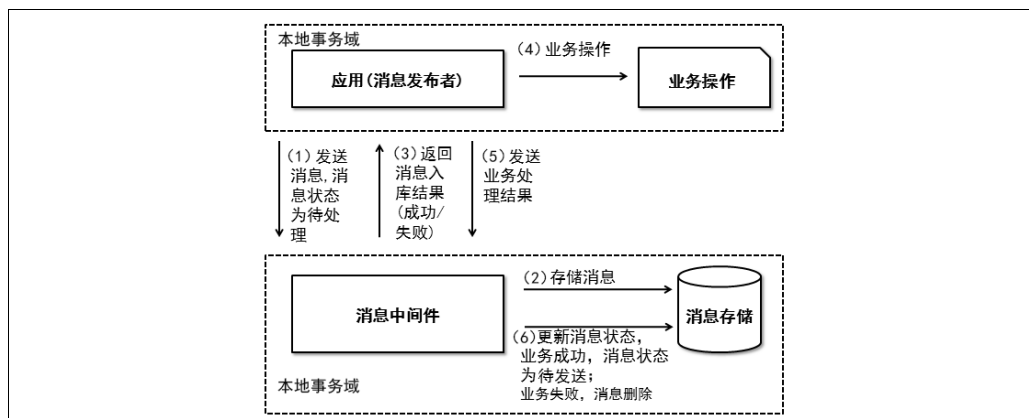 本地事务域
(4)业务操作
应用(消息发布者)
业务操作
(1)发送
消息,消
息状态
为待处
理
(3)返回
消息入
库结果
(成功/
失败)
(5)发送
业务处
理结果
(2)存储消息
消息中间件
消息存储
(6)更新消息状态,
业务成功,消息状态
为待发送;
业务失败,消息删除
本地事务域